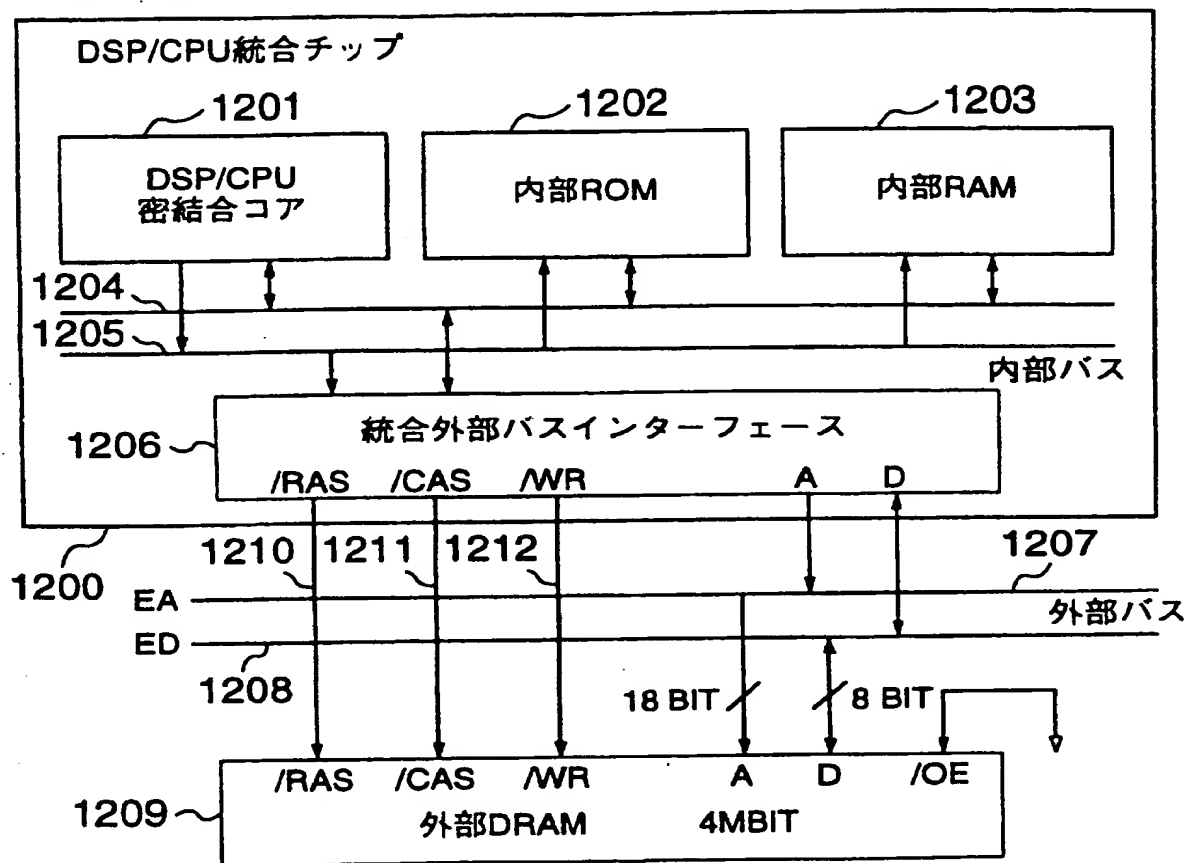 DSP/CPU統合チップ
1201
1202
1203
DSP/CPU
密結合コア
内部ROM
内部RAM
1204
1205
内部バス
1206
統合外部バスインターフェース
/RAS /CAS /WR A D
1210 1211 1212 1207
1200
EA
外部バス
ED
1208
18 BIT 8 BIT
/RAS /CAS /WR A D /OE
1209
外部DRAM 4MBIT